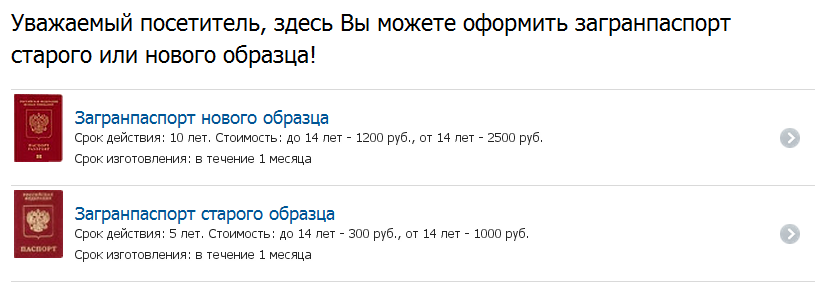 Уважаемый посетитель, здесь Вы можете оформить загранпаспорт
старого или нового образца!
Загранпаспорт нового образца
Срок действия: 10 лет. Стоимость: до 14 лет - 1200 руб., от 14 лет - 2500 руб.
Срок изготовления: в течение 1 месяца
РОССИЙСКАЯ
ФЕДЕРАЦИЯ
ПАСПОРТ
Загранпаспорт старого образца
Срок действия: 5 лет. Стоимость: до 14 лет - 300 руб., от 14 лет - 1000 руб.
Срок изготовления: в течение 1 месяца